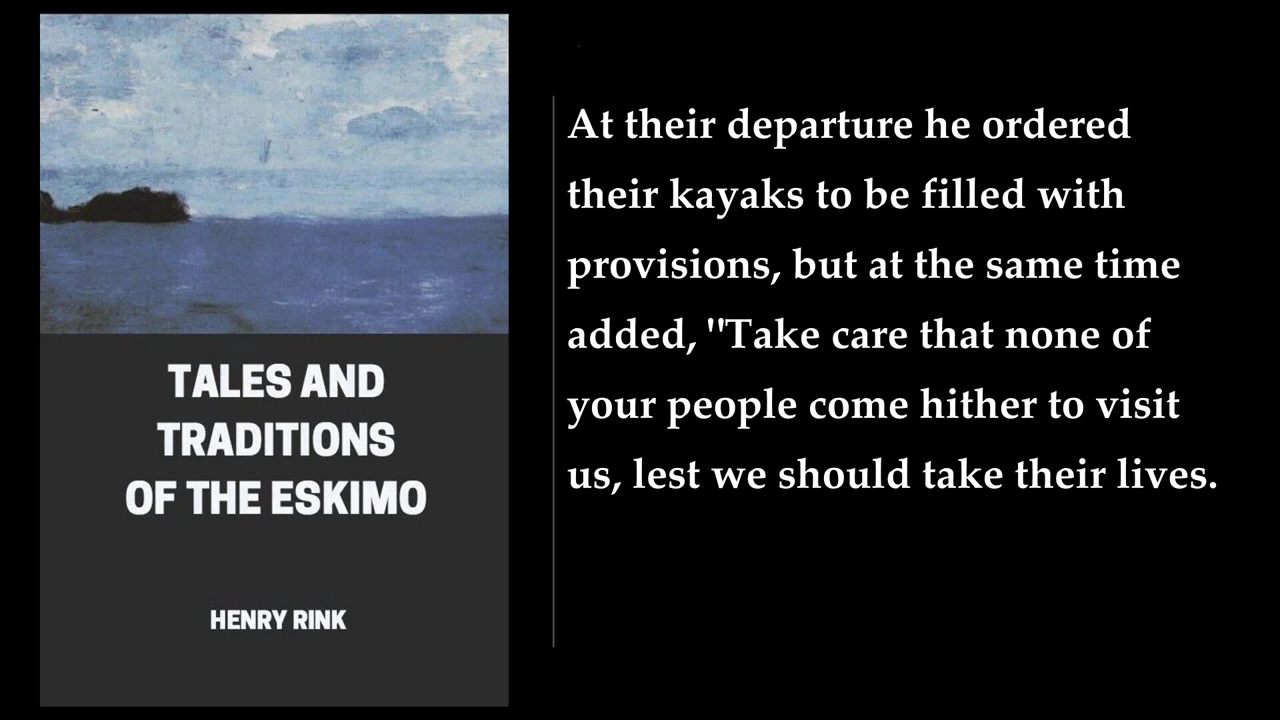 TALES AND
TRADITIONS
OF THE ESKIMO
HENRY RINK
At their departure he ordered
their kayaks to be filled with
provisions, but at the same time
added, "Take care that none of
your people come hither to visit
us, lest we should take their lives.